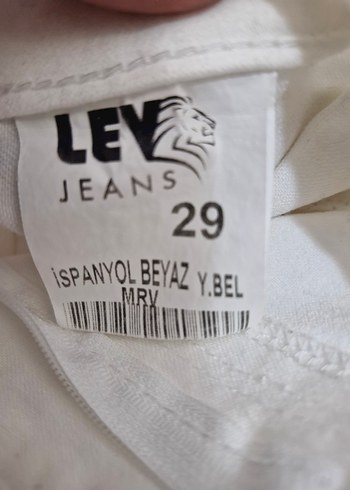 LEV
JEANS
29
İSPANYOL BEYAZ Y.BEL
MRV